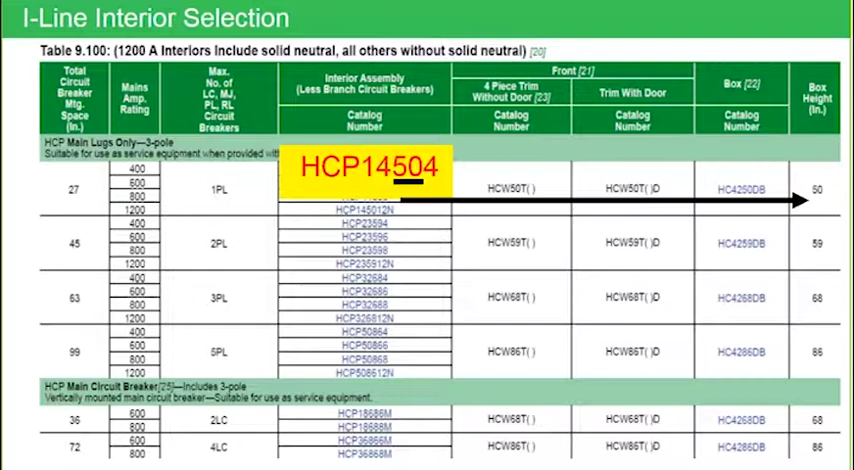 I-Line Interior Selection
Table 9.100: (1200 A Interiors Include solid neutral, all others without solid neutral) [20]
Total Circuit Breaker Mtg. Space (In.) Mains Amp. Rating Max. No. of LC, MJ, PL, RL Circuit Breakers Interior Assembly (Less Branch Circuit Breakers) Front [21] Box [22] Box Height (In.)
4 Piece Trim Without Door [23] Trim With Door
Catalog Number Catalog Number Catalog Number Catalog Number
HCP Main Lugs Only—3-pole
Suitable for use as service equipment when provided
HCP14504
27 400 1PL HCW50T( ) HCW50T( )D HC4250DB 50
600
800
1200 HCP145012N
45 400 2PL HCP23594 HCW59T( ) HCW59T( )D HC4259DB 59
600 HCP23596
800 HCP23598
1200 HCP235912N
63 400 3PL HCP32684 HCW68T( ) HCW68T( )D HC4268DB 68
600 HCP32686
800 HCP32688
1200 HCP326812N
99 400 5PL HCP50864 HCW86T( ) HCW86T( )D HC4286DB 86
600 HCP50866
800 HCP50868
1200 HCP508612N
HCP Main Circuit Breaker[25]—Includes 3-pole
Vertically mounted main circuit breaker—Suitable for use as service equipment.
36 600 2LC HCP18686M HCW68T( ) HCW68T( )D HC4268DB 68
800 HCP18688M
72 600 4LC HCP36866M HCW86T( ) HCW86T( )D HC4286DB 86
800 HCP36868M